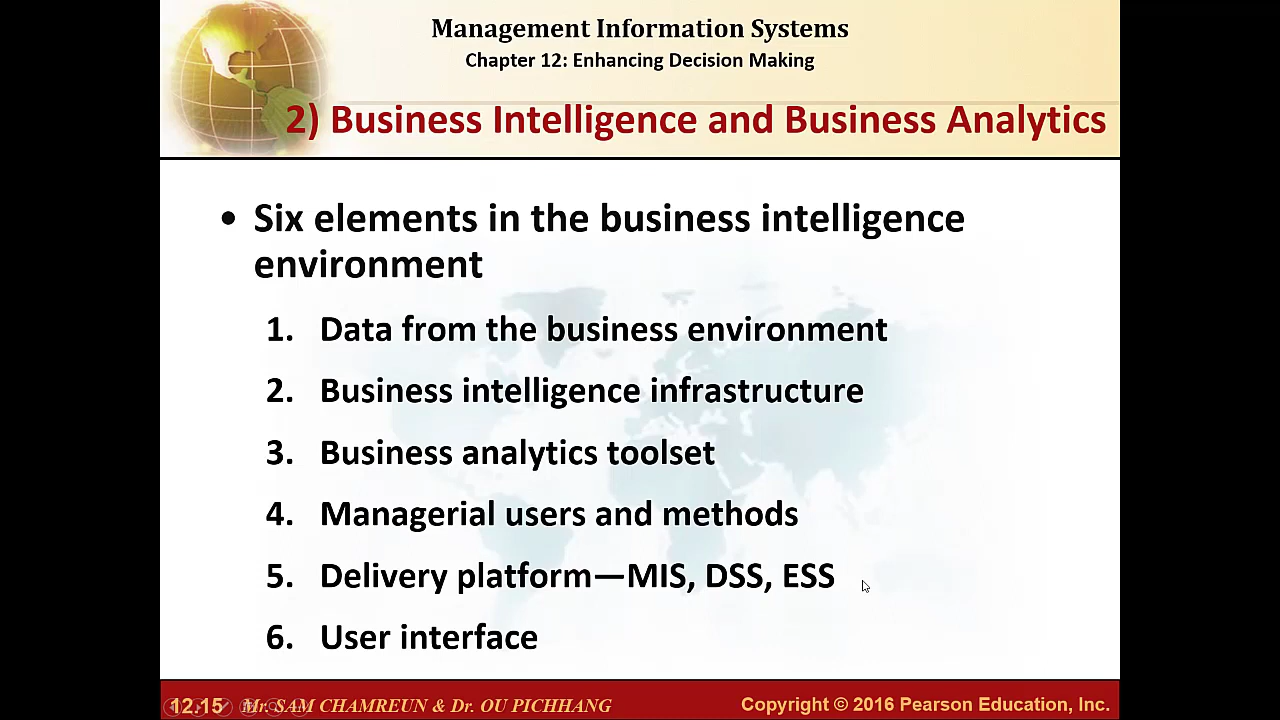 Management Information Systems
Chapter 12: Enhancing Decision Making
2) Business Intelligence and Business Analytics
• Six elements in the business intelligence
environment
1. Data from the business environment
2. Business intelligence infrastructure
3. Business analytics toolset
4. Managerial users and methods
5. Delivery platform—MIS, DSS, ESS
6. User interface
12.15 Mr. SAM CHAMREUN & Dr. OU PICHHANG
Copyright © 2016 Pearson Education, Inc.